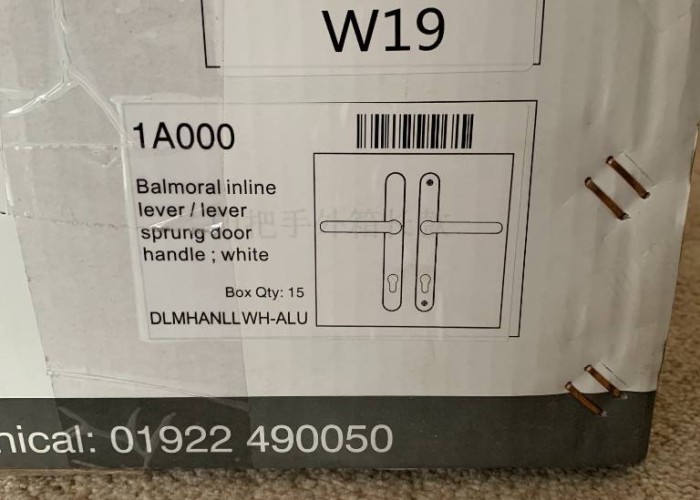 W19
1A000
Balmoral inline
lever / lever
sprung door
handle ; white
Box Qty: 15
DLMHANLLWH-ALU
nical: 01922 490050